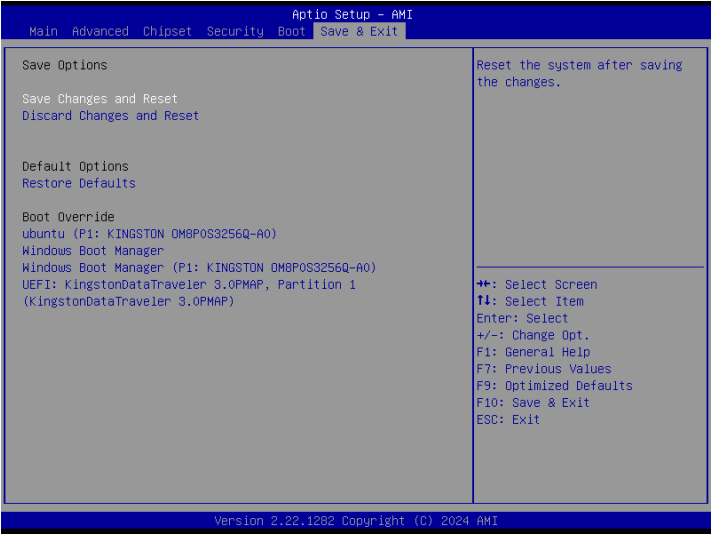 Aptio Setup – AMI
Main Advanced Chipset Security Boot Save & Exit
Save Options
Save Changes and Reset
Discard Changes and Reset
Default Options
Restore Defaults
Boot Override
ubuntu (P1: KINGSTON OM8P0S3256Q-A0)
Windows Boot Manager
Windows Boot Manager (P1: KINGSTON OM8P0S3256Q-A0)
UEFI: KingstonDataTraveler 3.0PMAP, Partition 1
(KingstonDataTraveler 3.0PMAP)
Reset the system after saving
the changes.
→←: Select Screen
↑↓: Select Item
Enter: Select
+/-: Change Opt.
F1: General Help
F7: Previous Values
F9: Optimized Defaults
F10: Save & Exit
ESC: Exit
Version 2.22.1282 Copyright (C) 2024 AMI